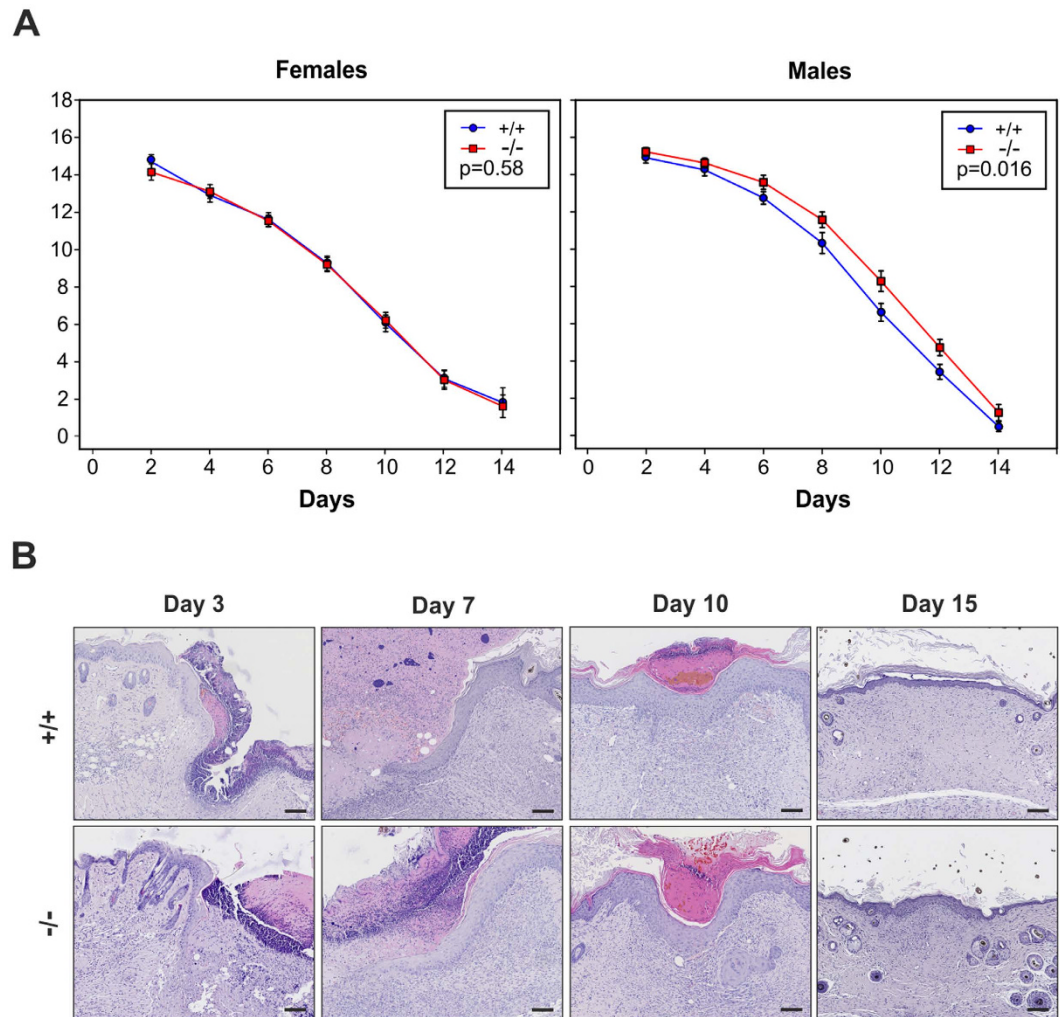 A
Females Males
18
16
14
12
10
8
6
4
2
0
+/+
-/-
p=0.58
+/+
-/-
p=0.016
0 2 4 6 8 10 12 14
0 2 4 6 8 10 12 14
Days Days
B
Day 3 Day 7 Day 10 Day 15
+/+
-/-